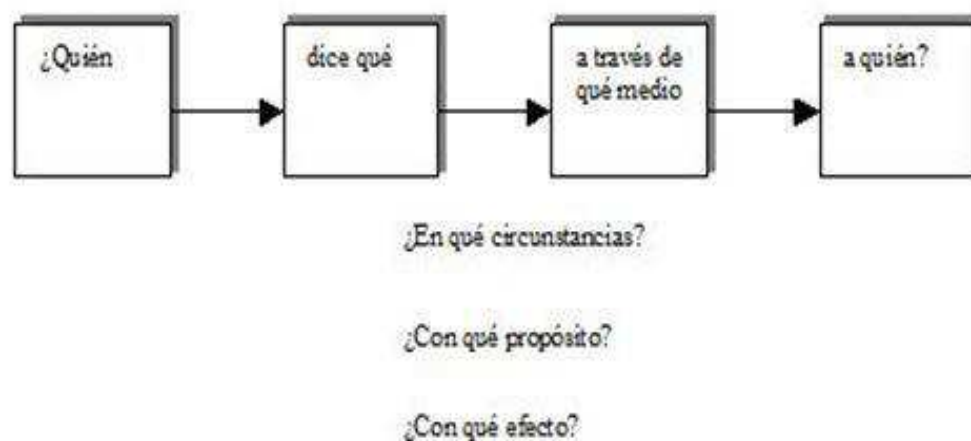 ¿Quién
dice qué
a través de
qué medio
a quién?
¿En qué circunstancias?
¿Con qué propósito?
¿Con qué efecto?